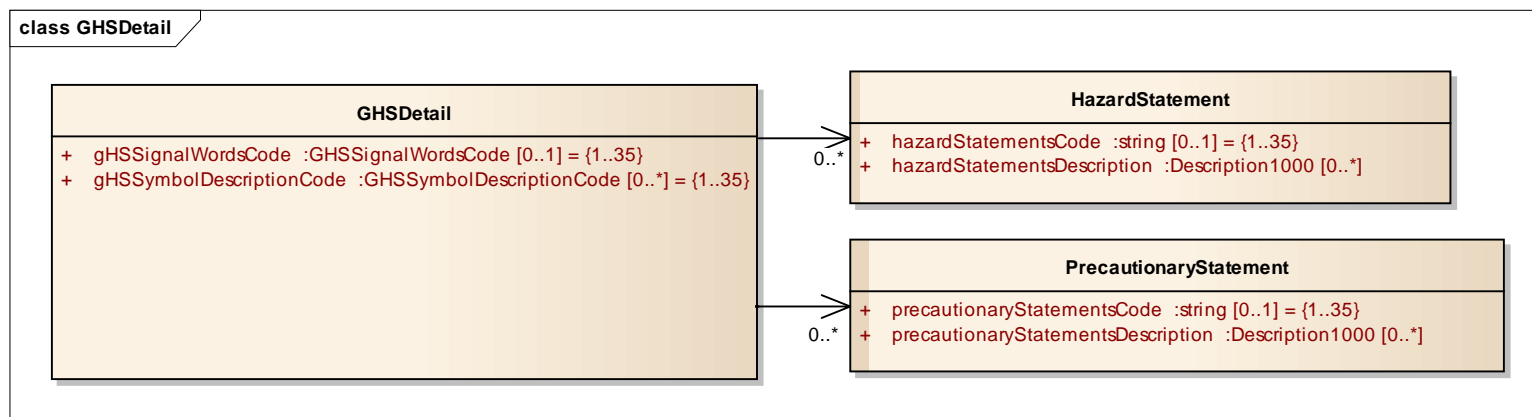 class GHSDetail
GHSDetail
+ gHSSignalWordsCode :GHSSignalWordsCode [0..1] = {1..35}
+ gHSSymbolDescriptionCode :GHSSymbolDescriptionCode [0..*] = {1..35}
0..*
HazardStatement
+ hazardStatementsCode :string [0..1] = {1..35}
+ hazardStatementsDescription :Description1000 [0..*]
0..*
PrecautionaryStatement
+ precautionaryStatementsCode :string [0..1] = {1..35}
+ precautionaryStatementsDescription :Description1000 [0..*]